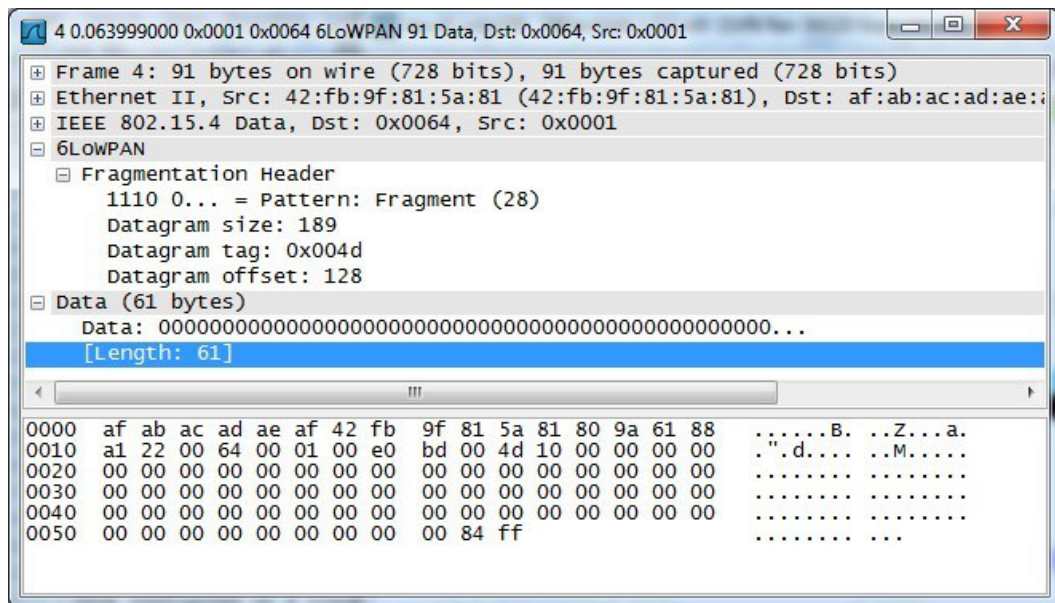 4 0.063999000 0x0001 0x0064 6LoWPAN 91 Data, Dst: 0x0064, Src: 0x0001
Frame 4: 91 bytes on wire (728 bits), 91 bytes captured (728 bits)
Ethernet II, Src: 42:fb:9f:81:5a:81 (42:fb:9f:81:5a:81), Dst: af:ab:ac:ad:ae:a
IEEE 802.15.4 Data, Dst: 0x0064, Src: 0x0001
6LoWPAN
Fragmentation Header
1110 0... = Pattern: Fragment (28)
Datagram size: 189
Datagram tag: 0x004d
Datagram offset: 128
Data (61 bytes)
Data: 000000000000000000000000000000000000000000000000...
[Length: 61]
0000 af ab ac ad ae af 42 fb 9f 81 5a 81 80 9a 61 88 ......B. ..Z...a.
0010 a1 22 00 64 00 01 00 e0 bd 00 4d 10 00 00 00 00 .".d.... ..M.....
0020 00 00 00 00 00 00 00 00 00 00 00 00 00 00 00 00 ........ ........
0030 00 00 00 00 00 00 00 00 00 00 00 00 00 00 00 00 ........ ........
0040 00 00 00 00 00 00 00 00 00 00 00 00 00 00 00 00 ........ ........
0050 00 00 00 00 00 00 00 00 00 84 ff ........ ...